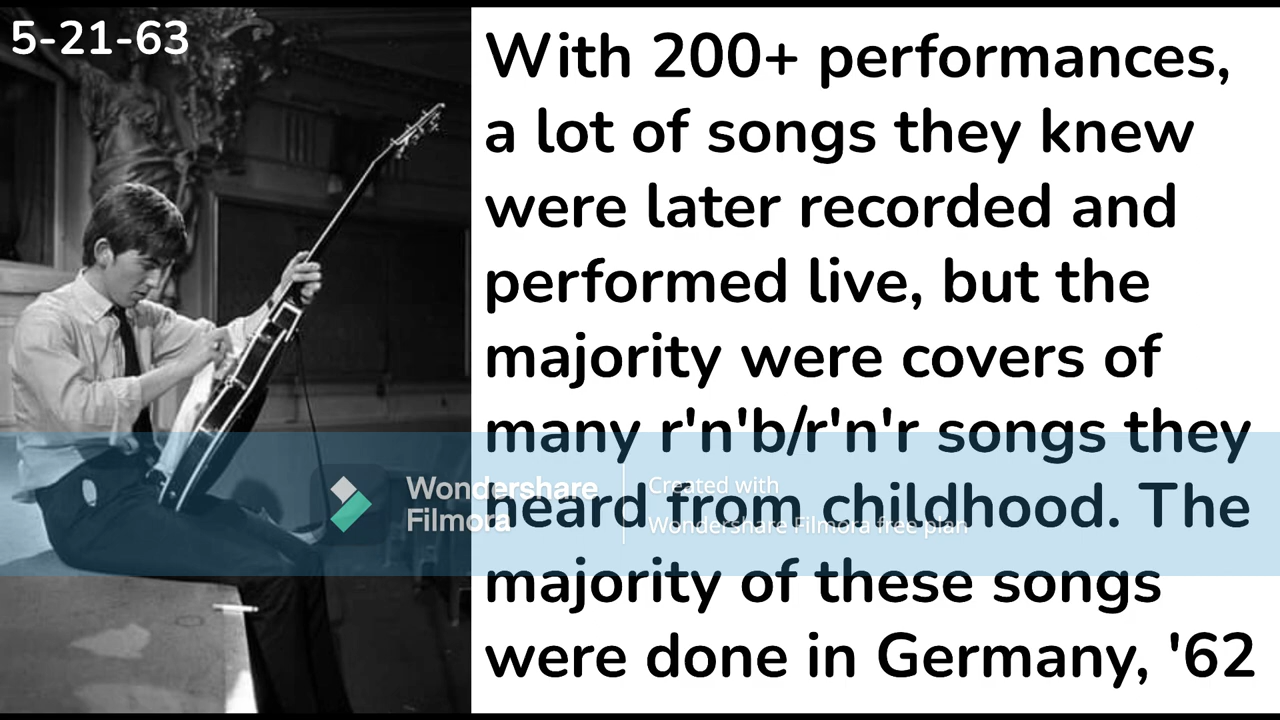 5-21-63
With 200+ performances,
a lot of songs they knew
were later recorded and
performed live, but the
majority were covers of
many r'n'b/r'n'r songs they
heard from childhood. The
majority of these songs
were done in Germany, '62
Wondershare
Filmora
Created with
Wondershare Filmora free plan